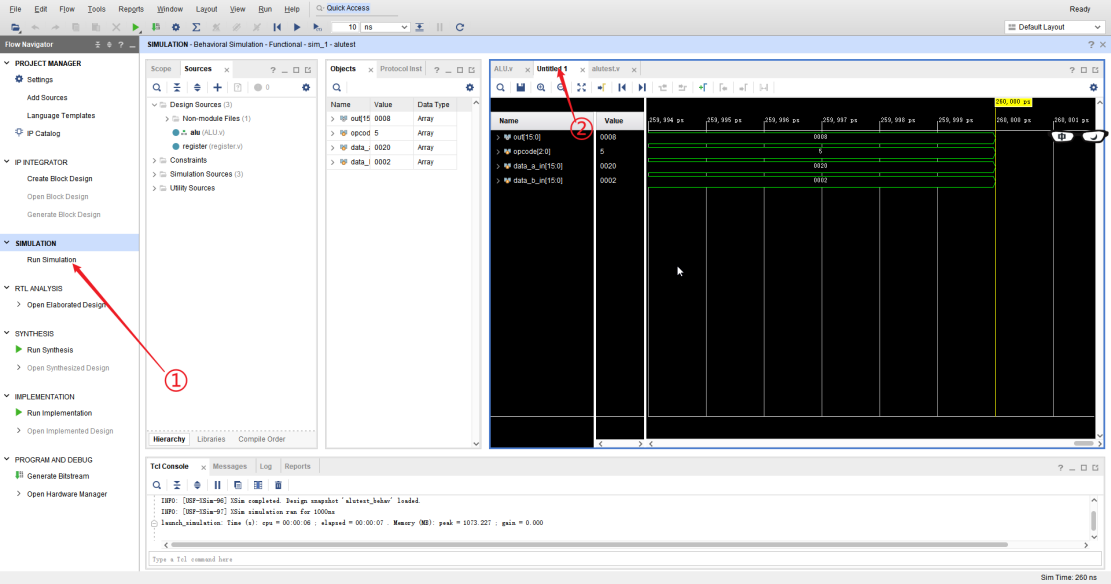 File Edit Flow Tools Reports Window Layout View Run Help Quick Access Ready
10 ns Default Layout
Flow Navigator
SIMULATION - Behavioral Simulation - Functional - sim_1 - alutest
PROJECT MANAGER
Settings
Add Sources
Language Templates
IP Catalog
IP INTEGRATOR
Create Block Design
Open Block Design
Generate Block Design
SIMULATION
Run Simulation
RTL ANALYSIS
Open Elaborated Design
SYNTHESIS
Run Synthesis
Open Synthesized Design
IMPLEMENTATION
Run Implementation
Open Implemented Design
PROGRAM AND DEBUG
Generate Bitstream
Open Hardware Manager
①
Scope Sources
0
Design Sources (3)
Non-module Files (1)
alu (ALU.v)
register (register.v)
Constraints
Simulation Sources (3)
Utility Sources
Hierarchy Libraries Compile Order
Objects Protocol Inst
Name Value Data Type
out[15 0008 Array
opcod 5 Array
data_ 0020 Array
data_ 0002 Array
ALU.v Untitled 1 alutest.v
②
260,000 ps
Name Value
259,994 ps 259,995 ps 259,996 ps 259,997 ps 259,998 ps 259,999 ps 260,000 ps 260,001 ps
out[15:0] 0008 0008
opcode[2:0] 5 5
data_a_in[15:0] 0020 0020
data_b_in[15:0] 0002 0002
中
Tcl Console Messages Log Reports
INFO: [USF-XSim-96] XSim completed. Design snapshot 'alutest_behav' loaded.
INFO: [USF-XSim-97] XSim simulation ran for 1000ns
launch_simulation: Time (s): cpu = 00:00:06 ; elapsed = 00:00:07 . Memory (MB): peak = 1073.227 ; gain = 0.000
Type a Tcl command here
Sim Time: 260 ns